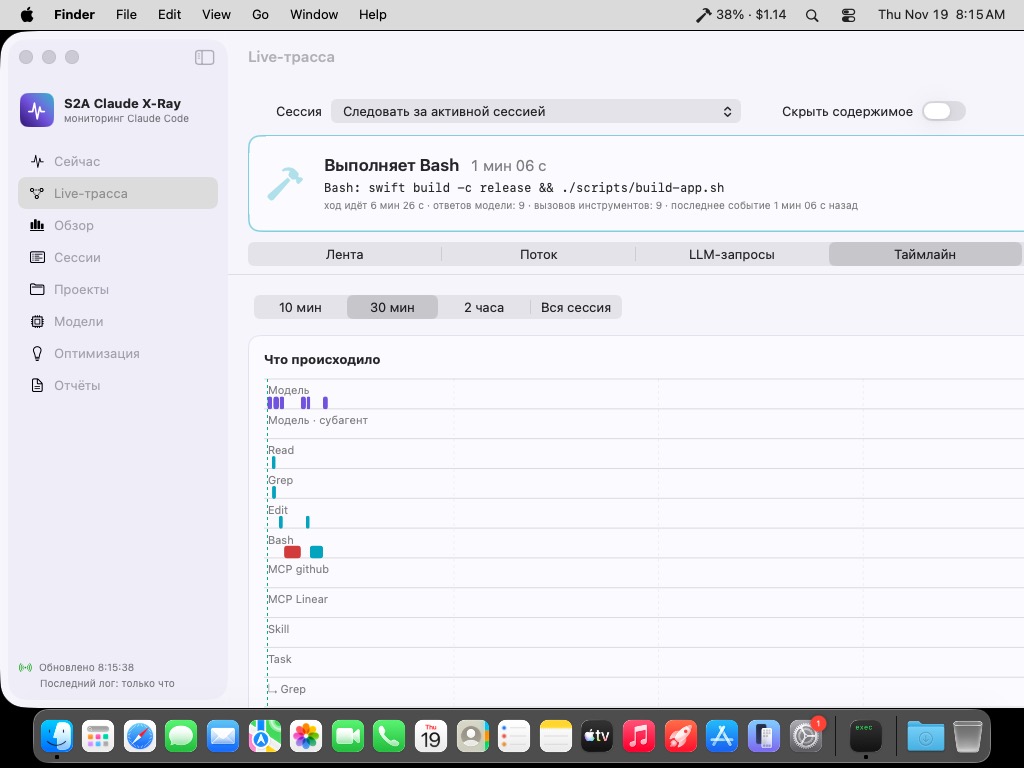 Finder File Edit View Go Window Help 38% · $1.14 Thu Nov 19 8:15 AM
Live-трасса
S2A Claude X-Ray
мониторинг Claude Code
Сейчас
Live-трасса
Обзор
Сессии
Проекты
Модели
Оптимизация
Отчёты
Обновлено 8:15:38
Последний лог: только что
Сессия Следовать за активной сессией Скрыть содержимое
Выполняет Bash 1 мин 06 с
Bash: swift build -c release && ./scripts/build-app.sh
ход идёт 6 мин 26 с · ответов модели: 9 · вызовов инструментов: 9 · последнее событие 1 мин 06 с назад
Лента Поток LLM-запросы Таймлайн
10 мин 30 мин 2 часа Вся сессия
Что происходило
Модель
Модель · субагент
Read
Grep
Edit
Bash
MCP github
MCP Linear
Skill
Task
→ Grep
Thu
19
tv
1
exec